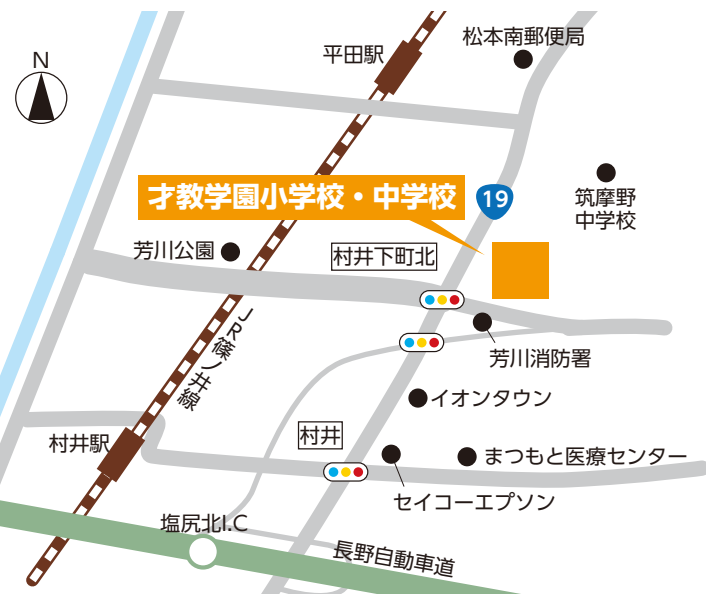 N
平田駅
松本南郵便局
才教学園小学校・中学校
19
筑摩野
中学校
芳川公園
村井下町北
JR篠ノ井線
芳川消防署
イオンタウン
村井
村井駅
まつもと医療センター
セイコーエプソン
塩尻北I.C
長野自動車道